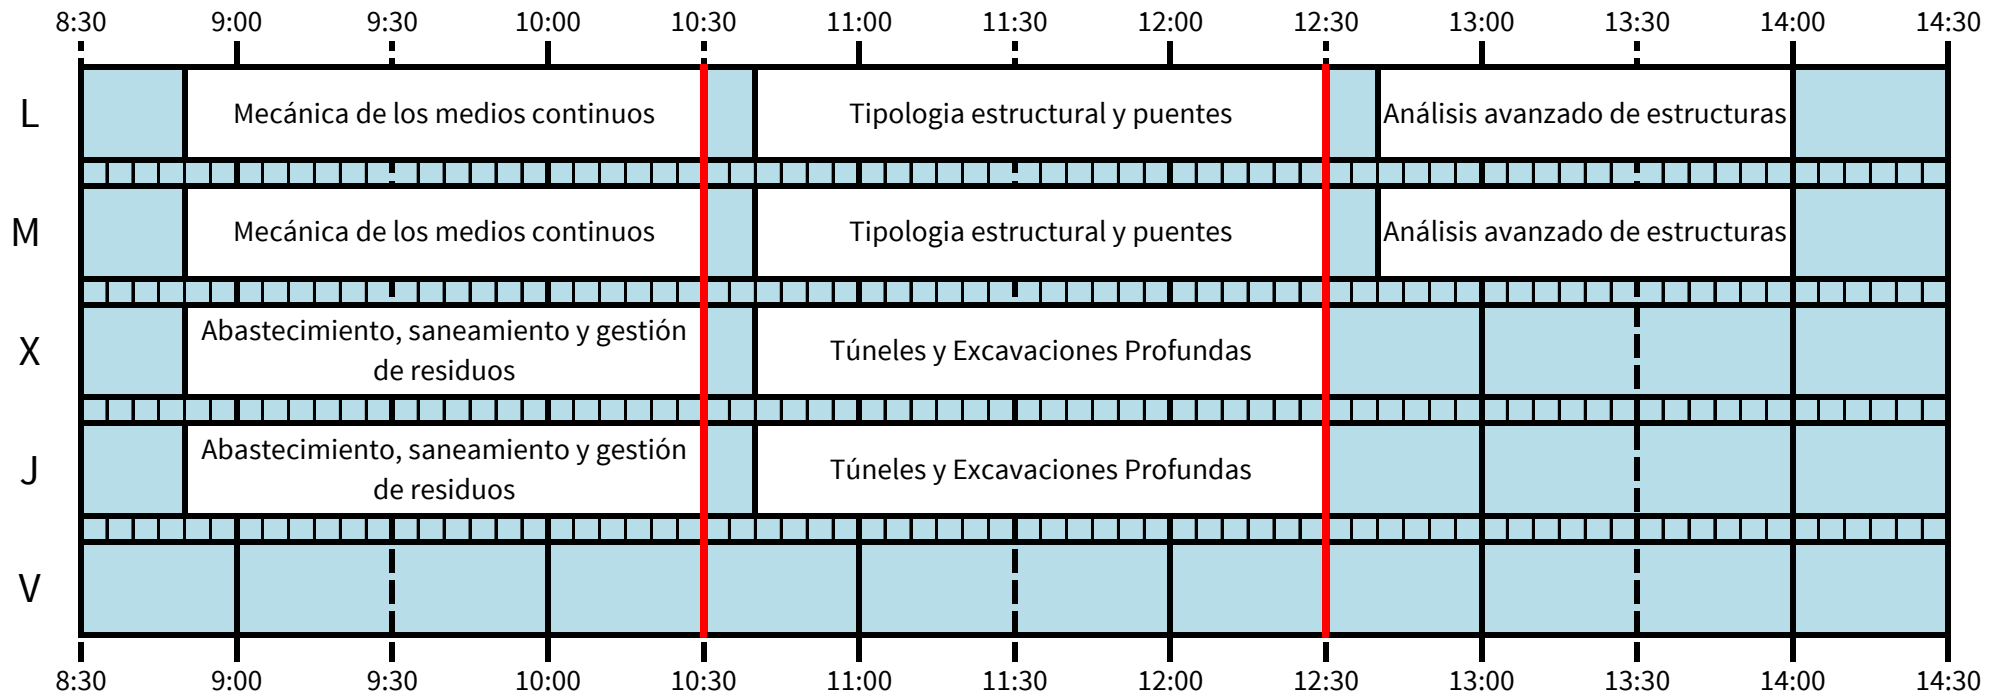 8:30 9:00 9:30 10:00 10:30 11:00 11:30 12:00 12:30 13:00 13:30 14:00 14:30
L Mecánica de los medios continuos Tipologia estructural y puentes Análisis avanzado de estructuras
M Mecánica de los medios continuos Tipologia estructural y puentes Análisis avanzado de estructuras
X Abastecimiento, saneamiento y gestión
de residuos
Túneles y Excavaciones Profundas
J Abastecimiento, saneamiento y gestión
de residuos
Túneles y Excavaciones Profundas
V
8:30 9:00 9:30 10:00 10:30 11:00 11:30 12:00 12:30 13:00 13:30 14:00 14:30